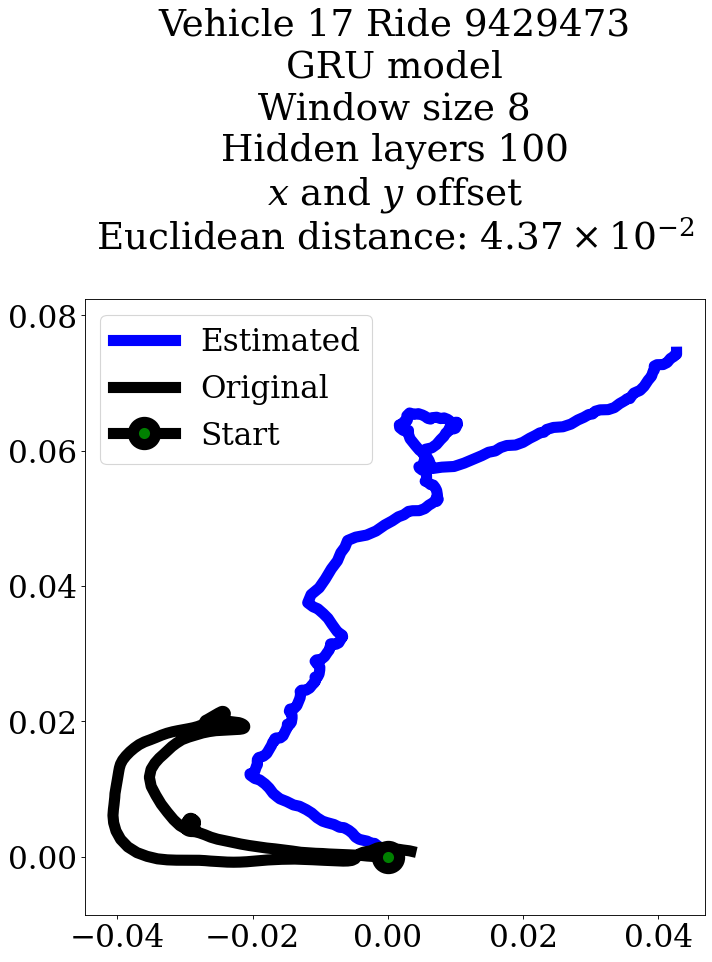 Vehicle 17 Ride 9429473
GRU model
Window size 8
Hidden layers 100
x and y offset
Euclidean distance: 4.37 × 10⁻²
Estimated
Original
Start
0.08
0.06
0.04
0.02
0.00
−0.04 −0.02 0.00 0.02 0.04